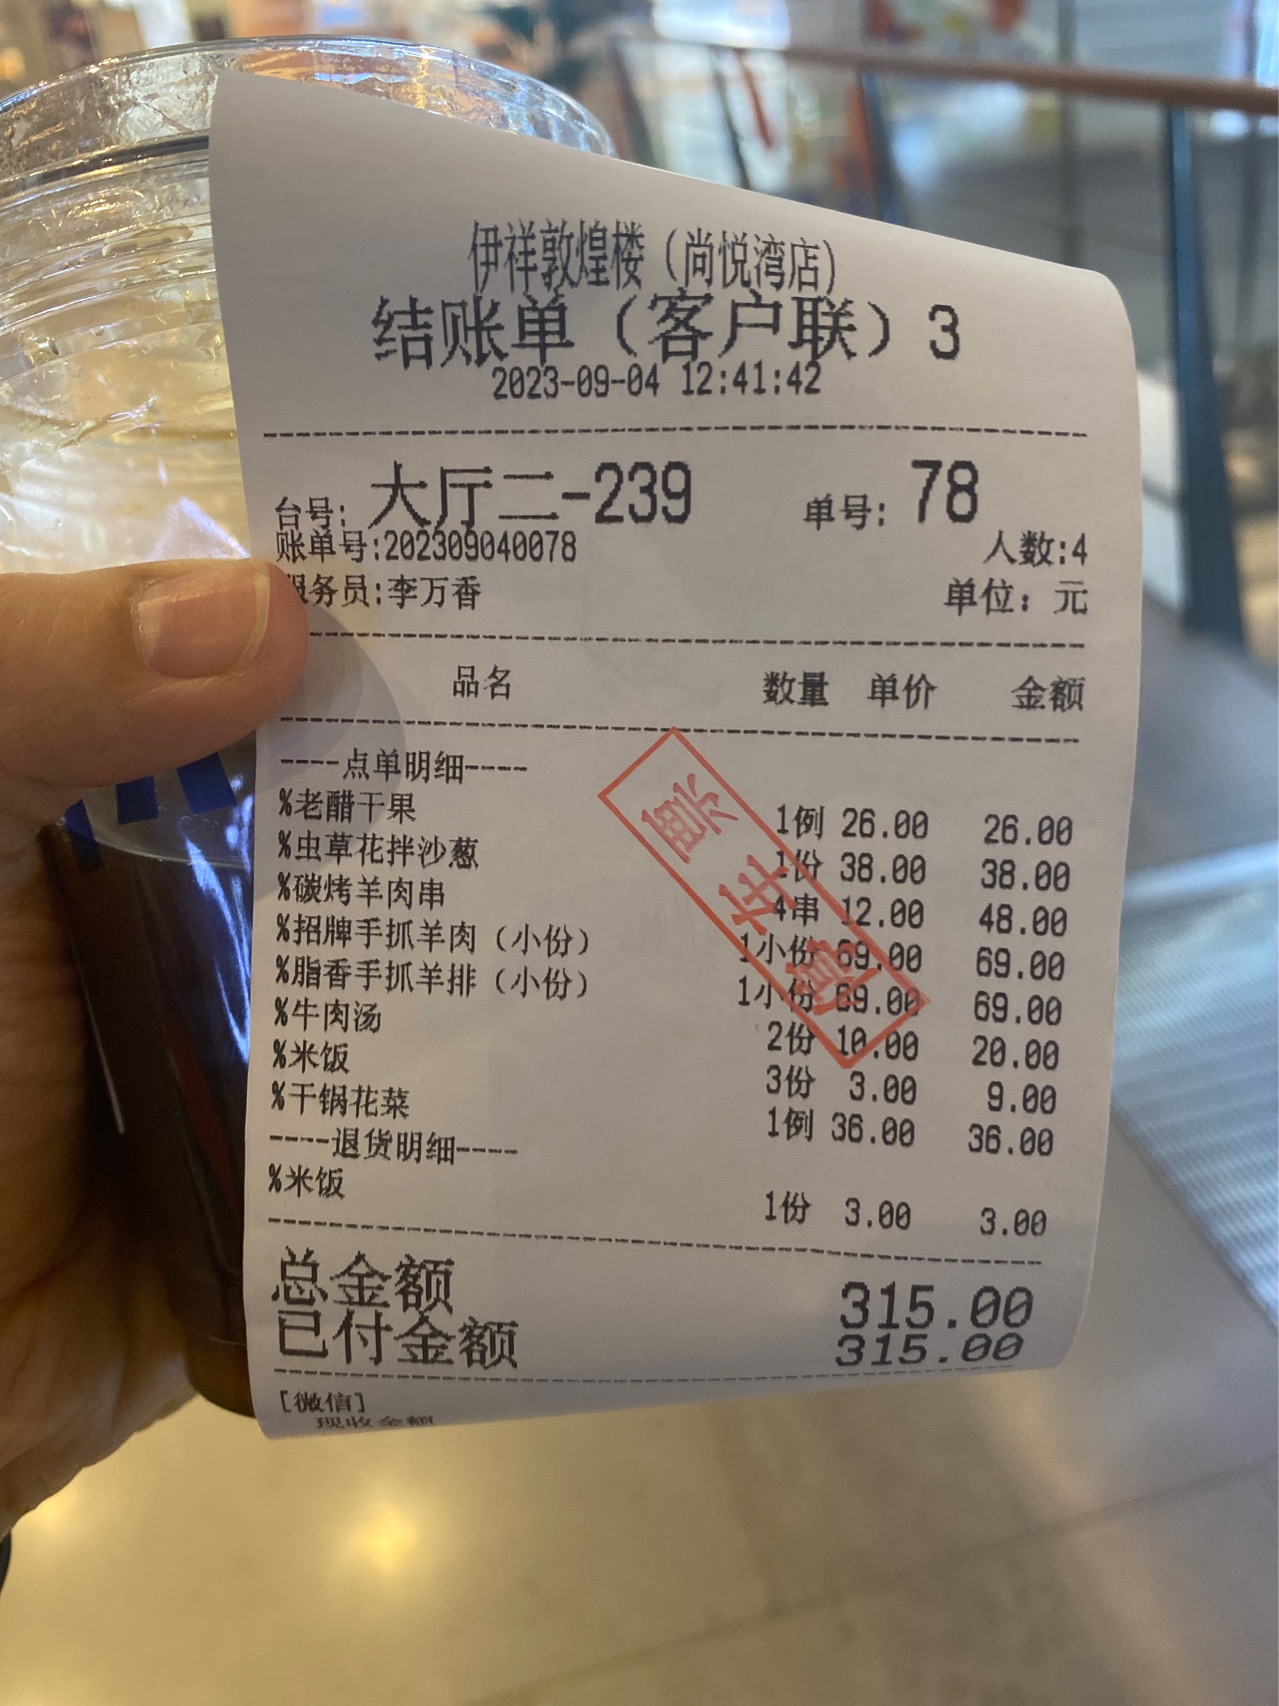 伊祥敦煌楼（尚悦湾店）
结账单（客户联）3
2023-09-04 12:41:42
台号: 大厅二-239 单号: 78
账单号:202309040078 人数:4
服务员:李万香 单位: 元
品名 数量 单价 金额
----点单明细----
%老醋干果 1例 26.00 26.00
%虫草花拌沙葱 1份 38.00 38.00
%碳烤羊肉串 4串 12.00 48.00
%招牌手抓羊肉（小份） 1小份 69.00 69.00
%脂香手抓羊排（小份） 1小份 69.00 69.00
%牛肉汤 2份 10.00 20.00
%米饭 3份 3.00 9.00
%干锅花菜 1例 36.00 36.00
----退货明细----
%米饭 1份 3.00 3.00
总金额 315.00
已付金额 315.00
[微信]
现收金额